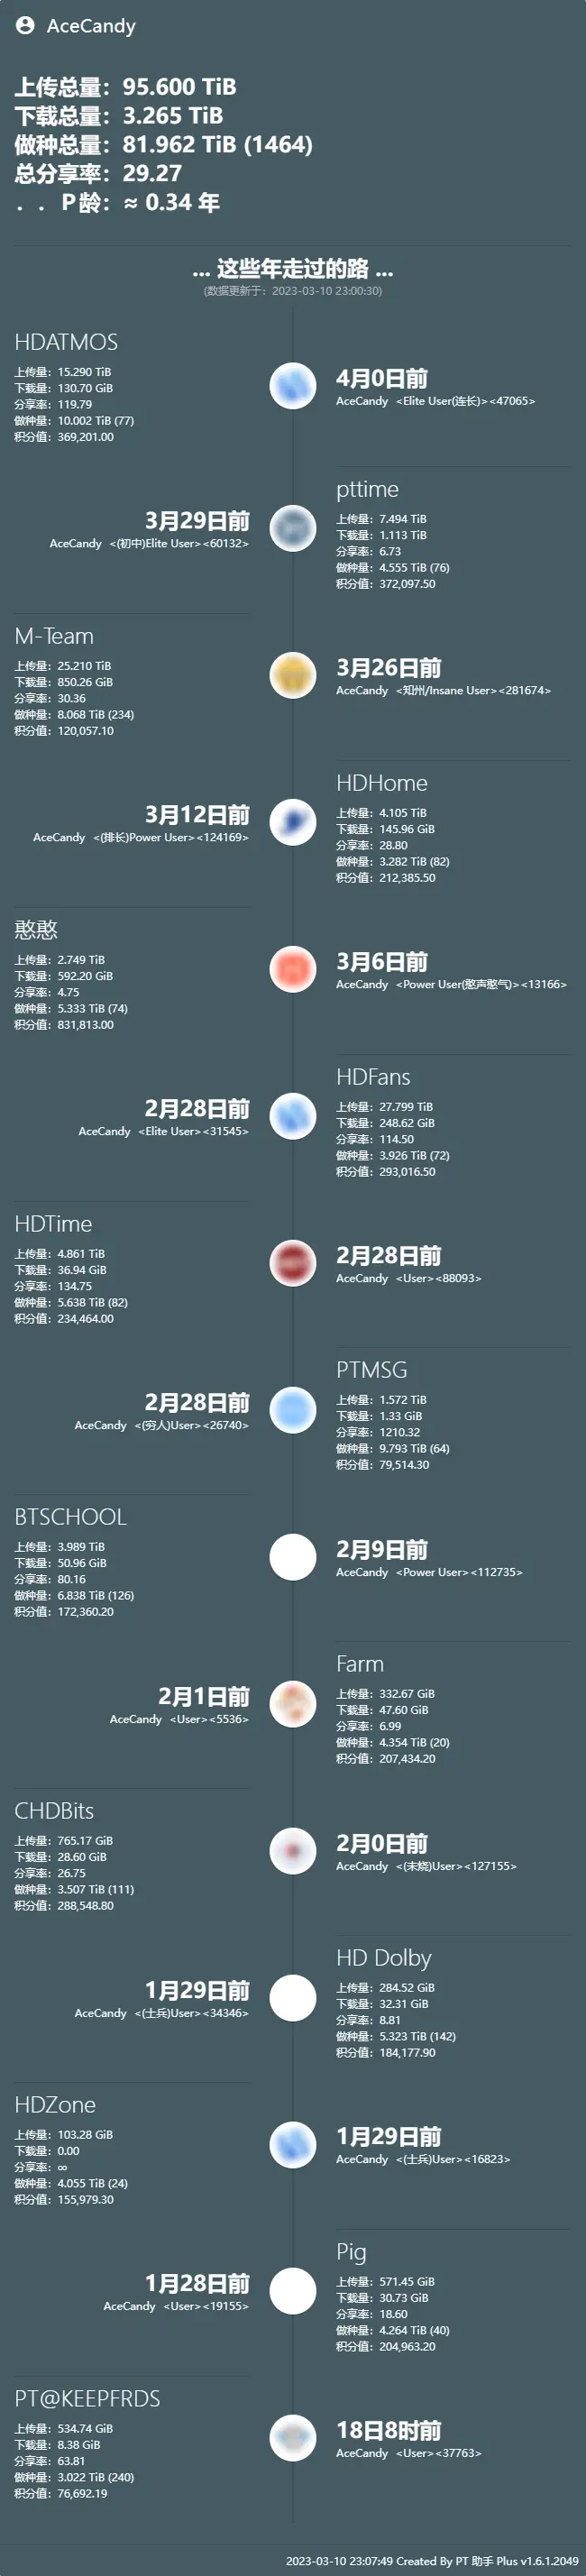 AceCandy
上传总量：95.600 TiB
下载总量：3.265 TiB
做种总量：81.962 TiB (1464)
总分享率：29.27
．．P龄：≈ 0.34 年
... 这些年走过的路 ...
(数据更新于：2023-03-10 23:00:30)
HDATMOS
上传量：15.290 TiB
下载量：130.70 GiB
分享率：119.79
做种量：10.002 TiB (77)
积分值：369,201.00
4月0日前
AceCandy <Elite User(连长)><47065>
pttime
上传量：7.494 TiB
下载量：1.113 TiB
分享率：6.73
做种量：4.555 TiB (76)
积分值：372,097.50
3月29日前
AceCandy <(初中)Elite User><60132>
M-Team
上传量：25.210 TiB
下载量：850.26 GiB
分享率：30.36
做种量：8.068 TiB (234)
积分值：120,057.10
3月26日前
AceCandy <知州/Insane User><281674>
HDHome
上传量：4.105 TiB
下载量：145.96 GiB
分享率：28.80
做种量：3.282 TiB (82)
积分值：212,385.50
3月12日前
AceCandy <(排长)Power User><124169>
憨憨
上传量：2.749 TiB
下载量：592.20 GiB
分享率：4.75
做种量：5.333 TiB (74)
积分值：831,813.00
3月6日前
AceCandy <Power User(憨声憨气)><13166>
HDFans
上传量：27.799 TiB
下载量：248.62 GiB
分享率：114.50
做种量：3.926 TiB (72)
积分值：293,016.50
2月28日前
AceCandy <Elite User><31545>
HDTime
上传量：4.861 TiB
下载量：36.94 GiB
分享率：134.75
做种量：5.638 TiB (82)
积分值：234,464.00
2月28日前
AceCandy <User><88093>
PTMSG
上传量：1.572 TiB
下载量：1.33 GiB
分享率：1210.32
做种量：9.793 TiB (64)
积分值：79,514.30
2月28日前
AceCandy <(穷人)User><26740>
BTSCHOOL
上传量：3.989 TiB
下载量：50.96 GiB
分享率：80.16
做种量：6.838 TiB (126)
积分值：172,360.20
2月9日前
AceCandy <Power User><112735>
Farm
上传量：332.67 GiB
下载量：47.60 GiB
分享率：6.99
做种量：4.354 TiB (20)
积分值：207,434.20
2月1日前
AceCandy <User><5536>
CHDBits
上传量：765.17 GiB
下载量：28.60 GiB
分享率：26.75
做种量：3.507 TiB (111)
积分值：288,548.80
2月0日前
AceCandy <(未烧)User><127155>
HD Dolby
上传量：284.52 GiB
下载量：32.31 GiB
分享率：8.81
做种量：5.323 TiB (142)
积分值：184,177.90
1月29日前
AceCandy <(士兵)User><34346>
HDZone
上传量：103.28 GiB
下载量：0.00
分享率：∞
做种量：4.055 TiB (24)
积分值：155,979.30
1月29日前
AceCandy <(士兵)User><16823>
Pig
上传量：571.45 GiB
下载量：30.73 GiB
分享率：18.60
做种量：4.264 TiB (40)
积分值：204,963.20
1月28日前
AceCandy <User><19155>
PT@KEEPFRDS
上传量：534.74 GiB
下载量：8.38 GiB
分享率：63.81
做种量：3.022 TiB (240)
积分值：76,692.19
18日8时前
AceCandy <User><37763>
2023-03-10 23:07:49 Created By PT 助手 Plus v1.6.1.2049